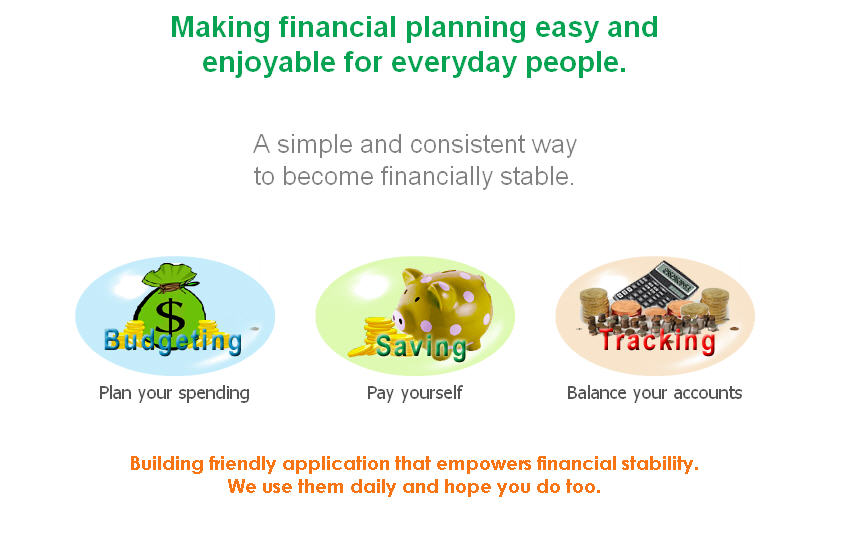 Making financial planning easy and
enjoyable for everyday people.
A simple and consistent way
to become financially stable.
$
Budgeting
Saving
Tracking
Plan your spending
Pay yourself
Balance your accounts
Building friendly application that empowers financial stability.
We use them daily and hope you do too.